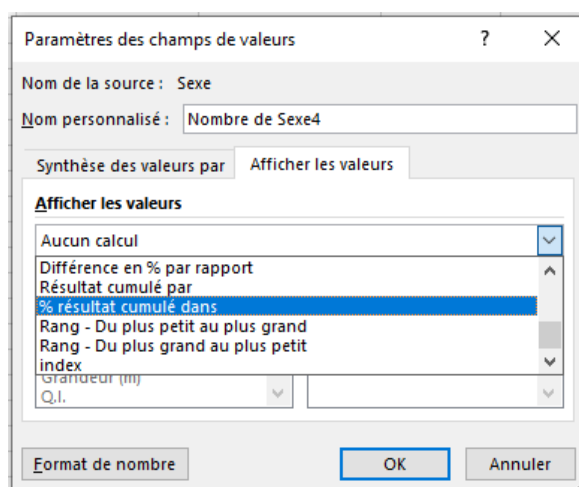 Paramètres des champs de valeurs ?
Nom de la source : Sexe
Nom personnalisé : Nombre de Sexe4
Synthèse des valeurs par Afficher les valeurs
Afficher les valeurs
Aucun calcul
Différence en % par rapport
Résultat cumulé par
% résultat cumulé dans
Rang - Du plus petit au plus grand
Rang - Du plus grand au plus petit
index
Grandeur (m)
Q.I.
Format de nombre OK Annuler